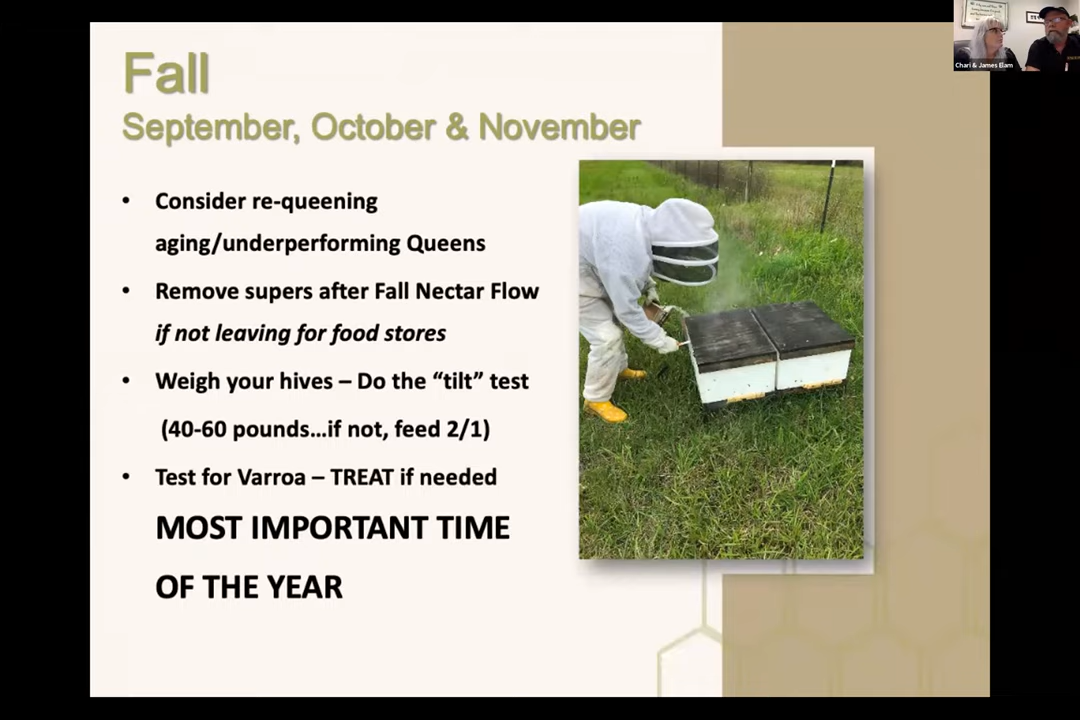 Fall
September, October & November
Chari & James Elam
• Consider re-queening
aging/underperforming Queens
• Remove supers after Fall Nectar Flow
if not leaving for food stores
• Weigh your hives – Do the “tilt” test
(40-60 pounds…if not, feed 2/1)
• Test for Varroa – TREAT if needed
MOST IMPORTANT TIME
OF THE YEAR